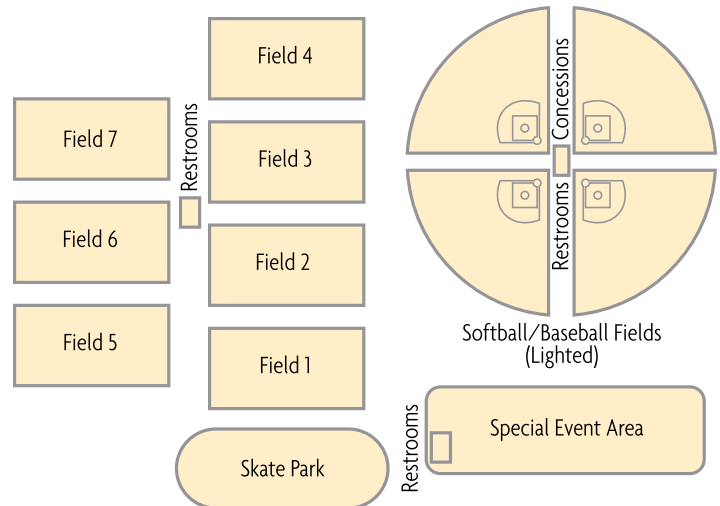 Field 4
Concessions
Field 7
Restrooms
Field 3
Field 6
Field 2
Restrooms
Field 5
Field 1
Softball/Baseball Fields
(Lighted)
Restrooms
Special Event Area
Skate Park